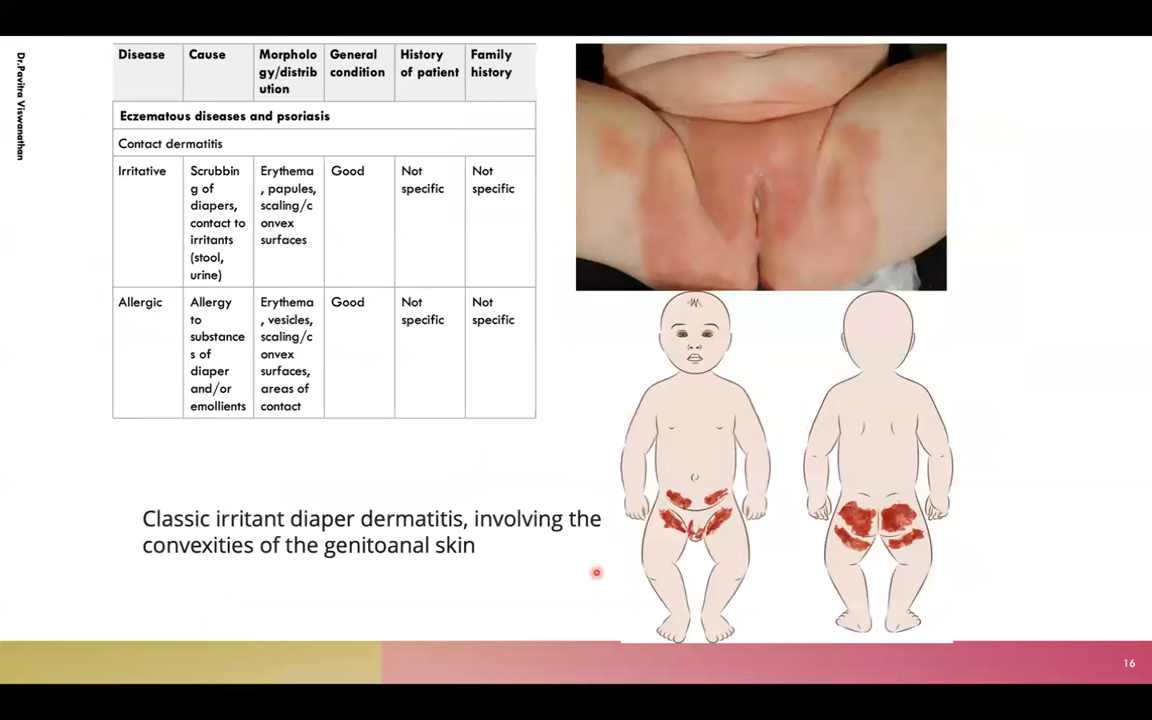 Dr.Pavitra Viswanathan
Disease Cause Morpholo General History Family
gy/distrib condition of patient history
ution
Eczematous diseases and psoriasis
Contact dermatitis
Irritative Scrubbin Erythema Good Not Not
g of , papules, specific specific
diapers, scaling/c
contact to onvex
irritants surfaces
(stool,
urine)
Allergic Allergy Erythema Good Not Not
to , vesicles, specific specific
substance scaling/c
s of onvex
diaper surfaces,
and/or areas of
emollients contact
Classic irritant diaper dermatitis, involving the
convexities of the genitoanal skin
16